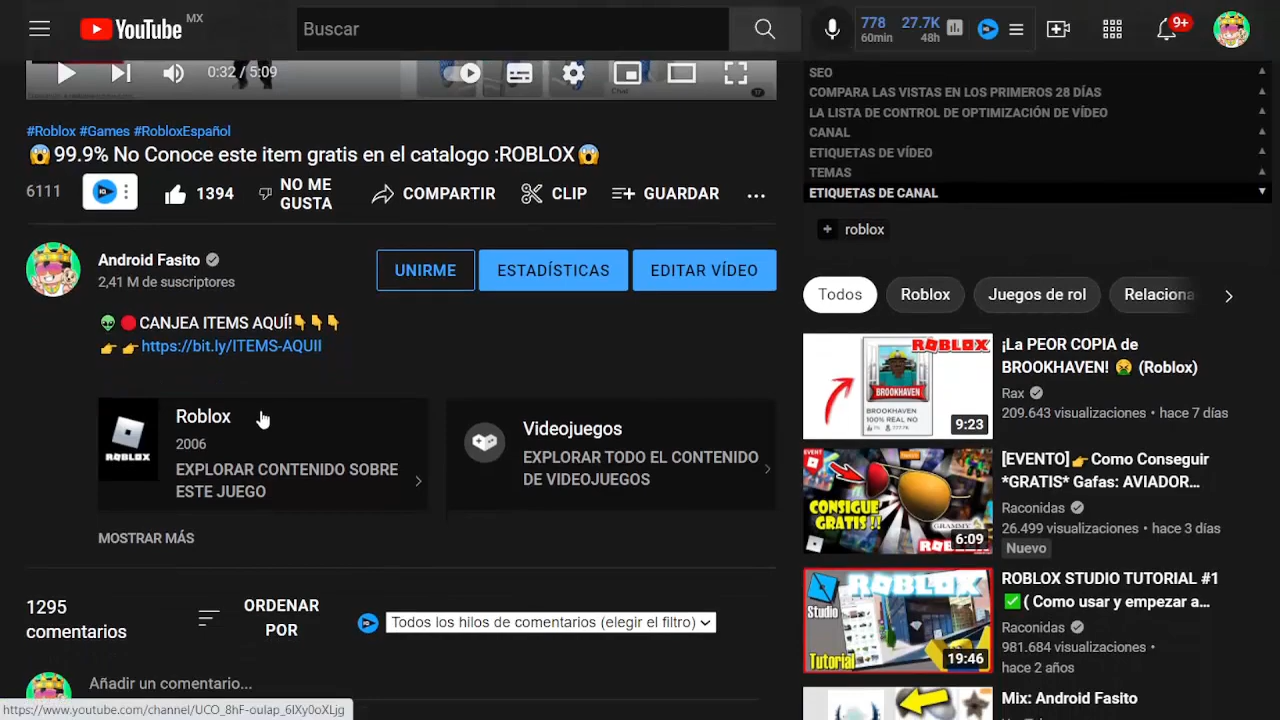 YouTube MX
Buscar
778
60min
27.7K
48h
9+
0:32 / 5:09
Chat
#Roblox #Games #RobloxEspañol
😱99.9% No Conoce este item gratis en el catalogo :ROBLOX😱
6111
1394
NO ME GUSTA
COMPARTIR
CLIP
GUARDAR
Android Fasito
2,41 M de suscriptores
UNIRME
ESTADÍSTICAS
EDITAR VÍDEO
👽🔴CANJEA ITEMS AQUÍ!👇👇👇
👉👉https://bit.ly/ITEMS-AQUII
ROBLOX
Roblox
2006
EXPLORAR CONTENIDO SOBRE
ESTE JUEGO
Videojuegos
EXPLORAR TODO EL CONTENIDO
DE VIDEOJUEGOS
MOSTRAR MÁS
1295
comentarios
ORDENAR
POR
Todos los hilos de comentarios (elegir el filtro)
Añadir un comentario...
https://www.youtube.com/channel/UCO_8hF-oulap_6lXy0oXLjg
SEO
COMPARA LAS VISTAS EN LOS PRIMEROS 28 DÍAS
LA LISTA DE CONTROL DE OPTIMIZACIÓN DE VÍDEO
CANAL
ETIQUETAS DE VÍDEO
TEMAS
ETIQUETAS DE CANAL
+ roblox
Todos
Roblox
Juegos de rol
Relaciona
ROBLOX
BROOKHAVEN
BROOKHAVEN
100% REAL NO
9:23
¡La PEOR COPIA de
BROOKHAVEN! 🤮 (Roblox)
Rax
209.643 visualizaciones • hace 7 días
EVENT
CONSIGUE
GRATIS !!
GRAMMY
6:09
[EVENTO]👉Como Conseguir
*GRATIS* Gafas: AVIADOR...
Raconidas
26.499 visualizaciones • hace 3 días
Nuevo
ROBLOX
Studio
Tutorial
19:46
ROBLOX STUDIO TUTORIAL #1
✅( Como usar y empezar a...
Raconidas
981.684 visualizaciones •
hace 2 años
Mix: Android Fasito